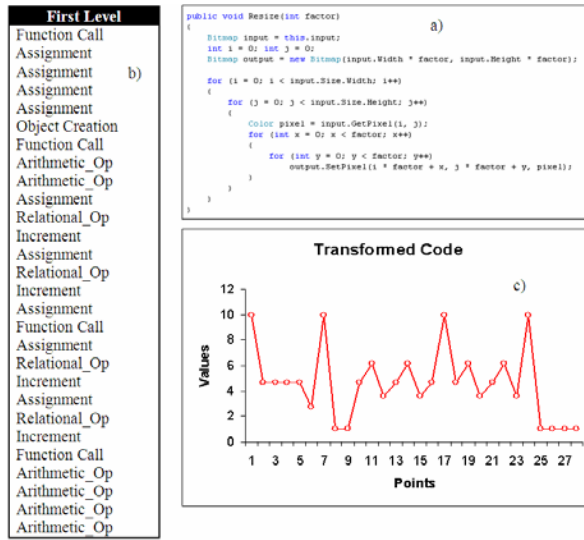 First Level
Function Call
Assignment
Assignment
b)
Assignment
Assignment
Object Creation
Function Call
Arithmetic_Op
Arithmetic_Op
Assignment
Relational_Op
Increment
Assignment
Relational_Op
Increment
Assignment
Function Call
Assignment
Relational_Op
Increment
Assignment
Relational_Op
Increment
Function Call
Arithmetic_Op
Arithmetic_Op
Arithmetic_Op
Arithmetic_Op
a)
public void Resize(int factor)
{
Bitmap input = this.input;
int i = 0; int j = 0;
Bitmap output = new Bitmap(input.Width * factor, input.Height * factor);
for (i = 0; i < input.Size.Width; i++)
{
for (j = 0; j < input.Size.Height; j++)
{
Color pixel = input.GetPixel(i, j);
for (int x = 0; x < factor; x++)
{
for (int y = 0; y < factor; y++)
output.SetPixel(i * factor + x, j * factor + y, pixel);
}
}
}
}
Transformed Code
c)
Values
12
10
8
6
4
2
0
1 3 5 7 9 11 13 15 17 19 21 23 25 27
Points